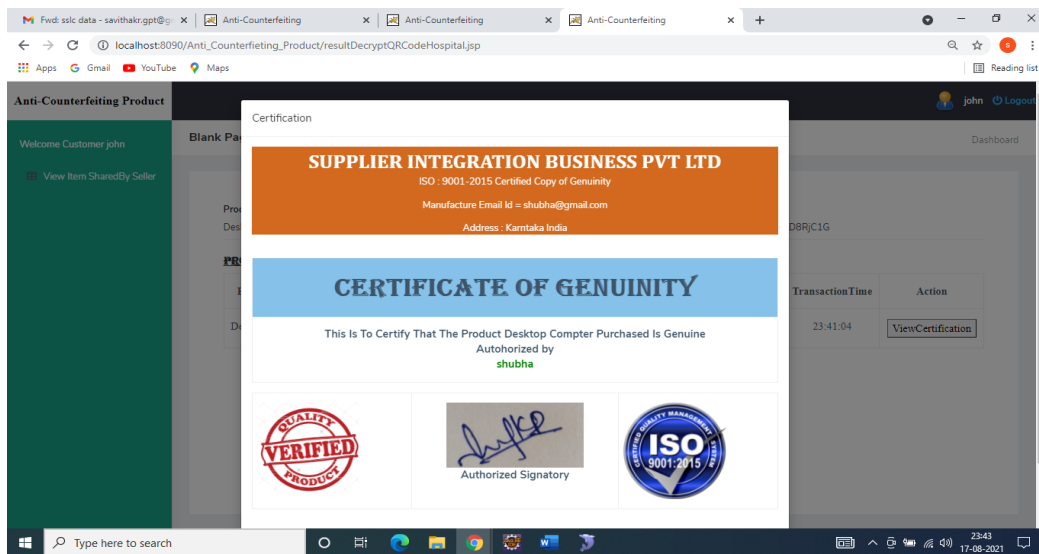 Fwd: sslc data - savithakr.gpt@g
Anti-Counterfeiting
Anti-Counterfeiting
Anti-Counterfeiting
localhost:8090/Anti_Counterfieting_Product/resultDecryptQRCodeHospital.jsp
S
Apps Gmail YouTube Maps
Reading list
Anti-Counterfeiting Product
john Logout
Certification
Welcome Customer john
Blank Pa
Dashboard
View Item SharedBy Seller
SUPPLIER INTEGRATION BUSINESS PVT LTD
ISO : 9001-2015 Certified Copy of Genuinity
Manufacture Email Id = shubha@gmail.com
Address : Karntaka India
Prod
Des
D8RjC1G
PR
CERTIFICATE OF GENUINITY
TransactionTime
Action
This Is To Certify That The Product Desktop Compter Purchased Is Genuine
Autohorized by
shubha
De
23:41:04
ViewCertification
QUALITY
VERIFIED
PRODUCT
Authorized Signatory
QUALITY MANAGEMENT SYSTEM
CERTIFIED
ISO
9001:2015
Type here to search
23:43
17-08-2021